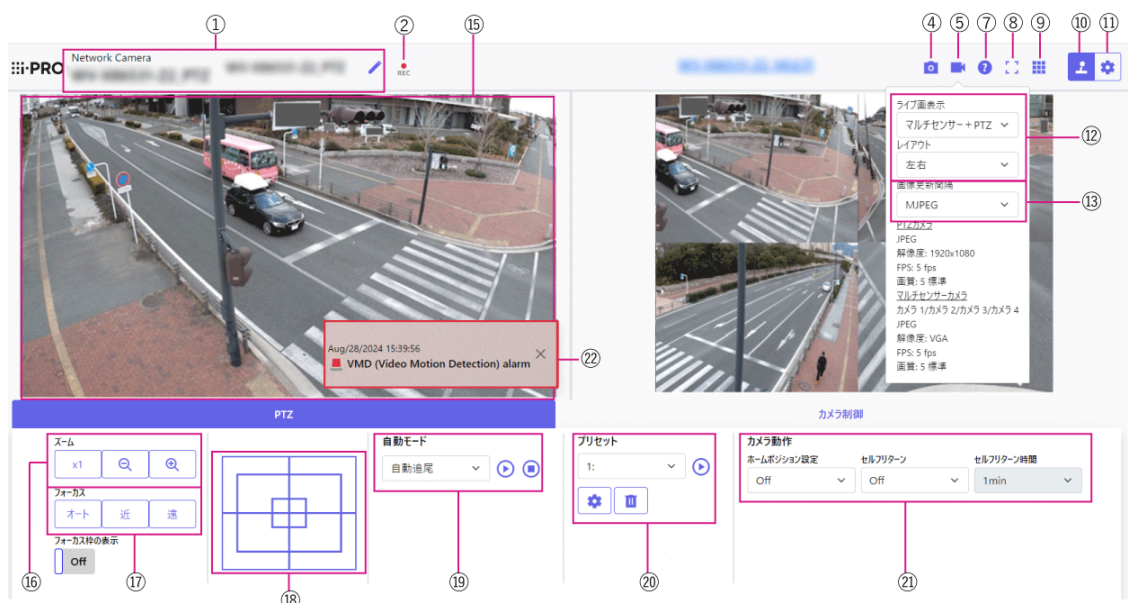 ① ② ⑮ ④ ⑤ ⑦ ⑧ ⑨ ⑩ ⑪
i-PRO
Network Camera
REC
ライブ画表示
マルチセンサー+PTZ
⑫
レイアウト
左右
画像更新間隔
MJPEG
⑬
PTZカメラ
JPEG
解像度: 1920x1080
FPS: 5 fps
画質: 5 標準
マルチセンサーカメラ
カメラ 1/カメラ 2/カメラ 3/カメラ 4
JPEG
解像度: VGA
FPS: 5 fps
画質: 5 標準
Aug/28/2024 15:39:56
VMD (Video Motion Detection) alarm
㉒
PTZ
カメラ制御
ズーム
x1
フォーカス
オート 近 遠
フォーカス枠の表示
Off
⑯ ⑰ ⑱
自動モード
自動追尾
⑲
プリセット
1:
⑳
カメラ動作
ホームポジション設定 セルフリターン セルフリターン時間
Off Off 1min
㉑